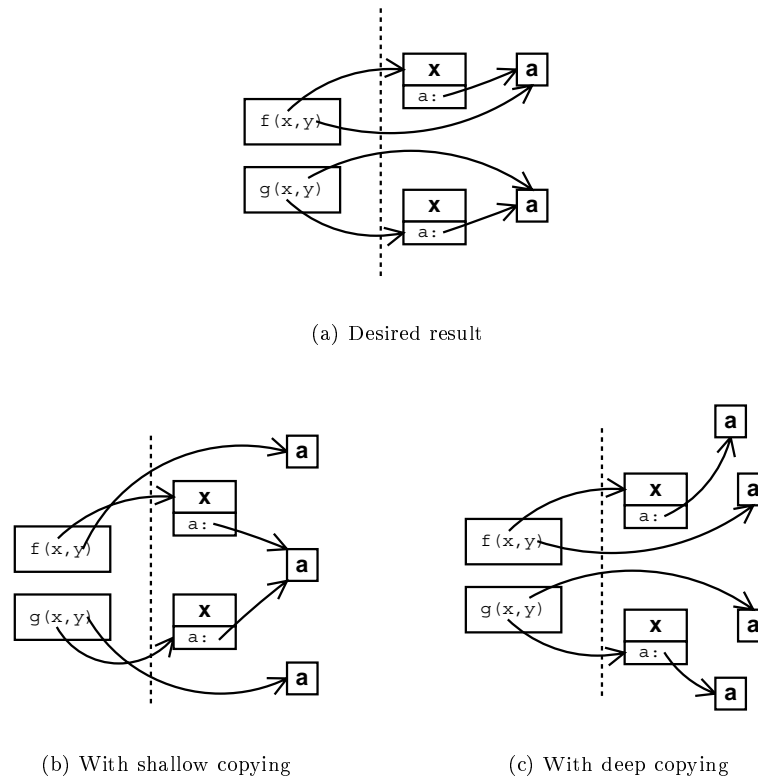 x
a
a:
f(x,y)
g(x,y)
x
a
a:
(a) Desired result
a
x
a:
f(x,y)
a
g(x,y)
x
a:
a
(b) With shallow copying
a
x
a
a:
f(x,y)
g(x,y)
x
a
a:
a
(c) With deep copying